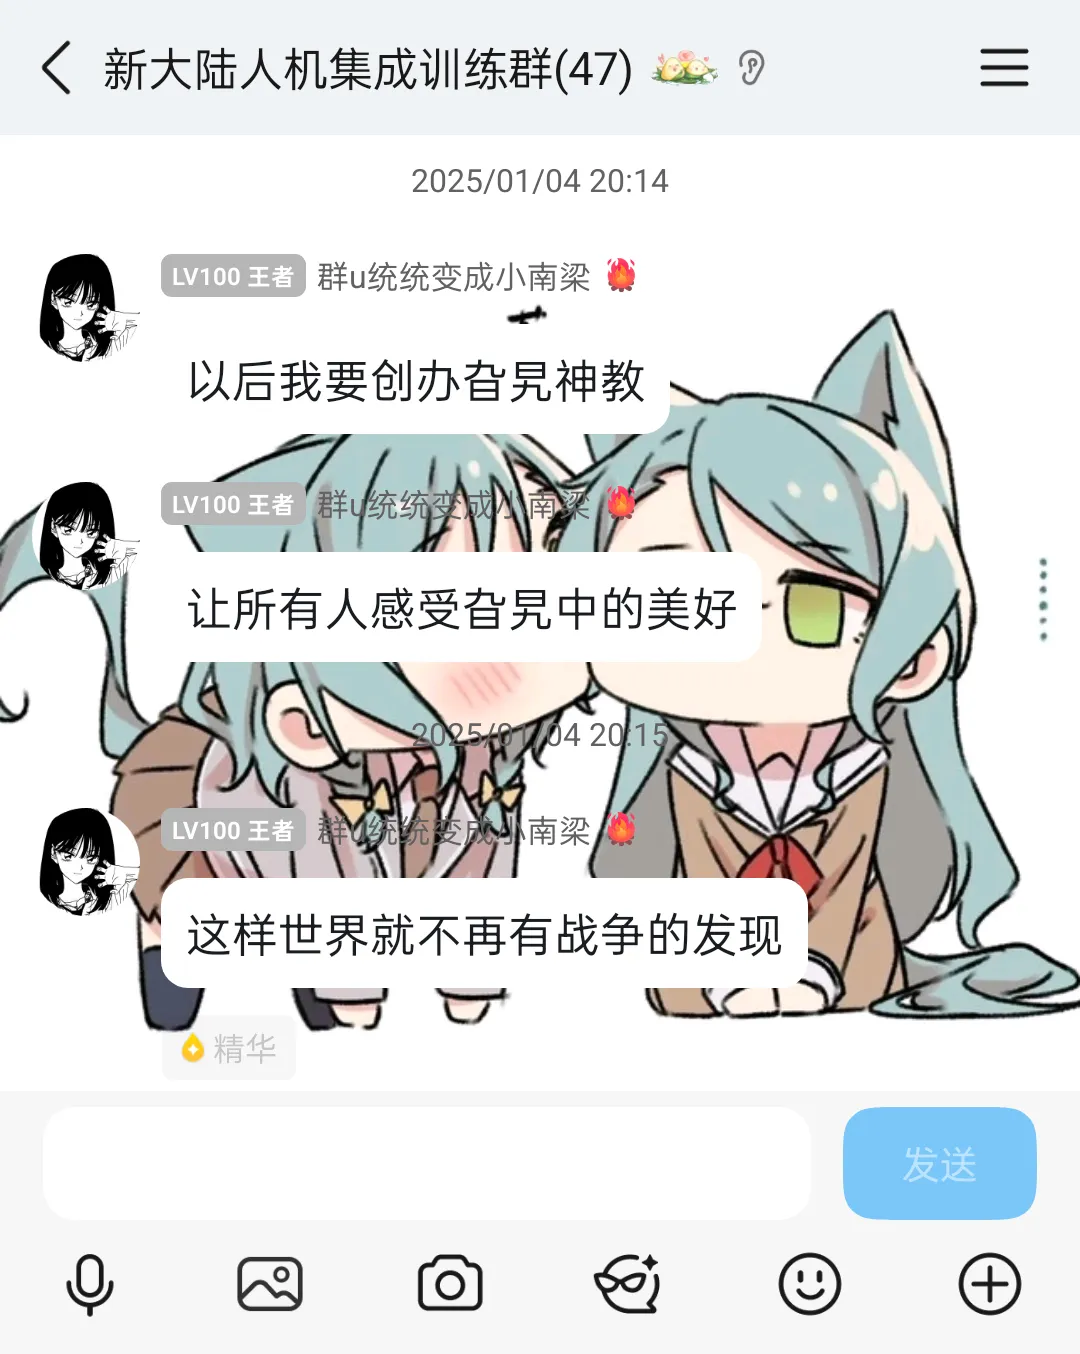 新大陆人机集成训练群(47)
2025/01/04 20:14
LV100 王者 群u统统变成小南梁
以后我要创办旮旯神教
LV100 王者 群u统统变成小南梁
让所有人感受旮旯中的美好
2025/01/04 20:15
LV100 王者 群u统统变成小南梁
这样世界就不再有战争的发现
精华
发送